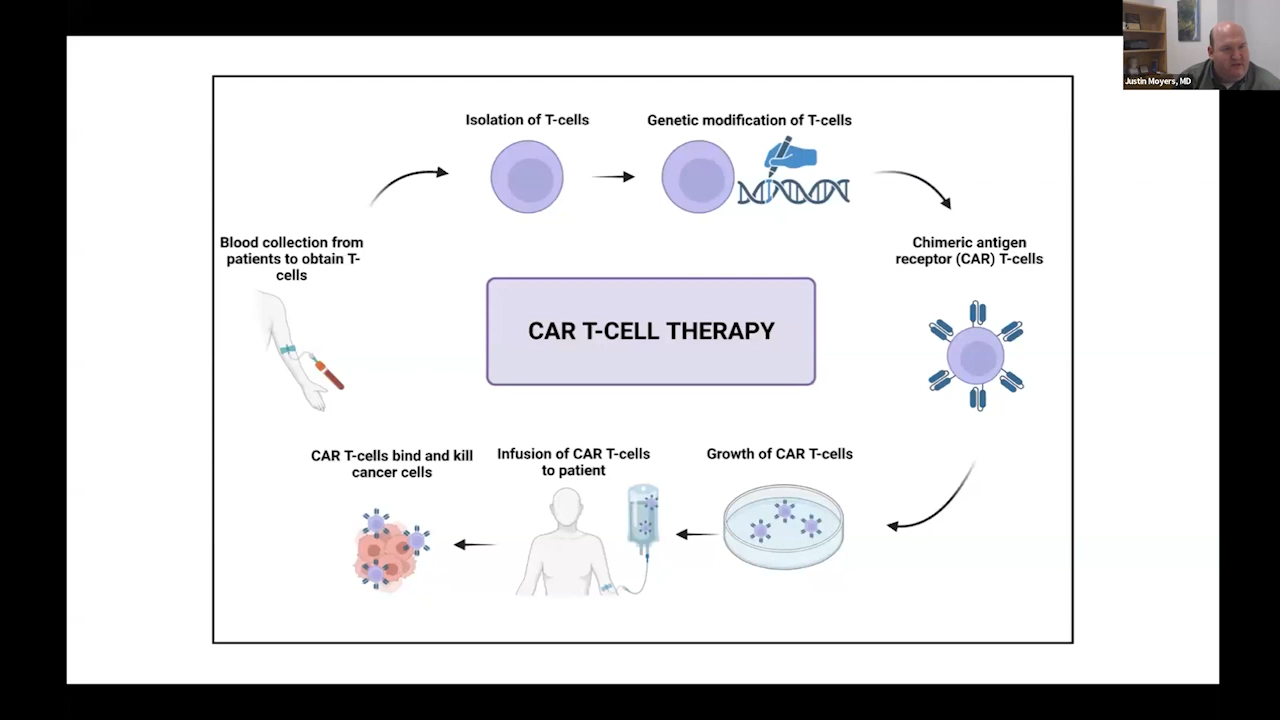 Justin Moyers, MD
Isolation of T-cells
Genetic modification of T-cells
Blood collection from
patients to obtain T-
cells
Chimeric antigen
receptor (CAR) T-cells
CAR T-CELL THERAPY
CAR T-cells bind and kill
cancer cells
Infusion of CAR T-cells
to patient
Growth of CAR T-cells